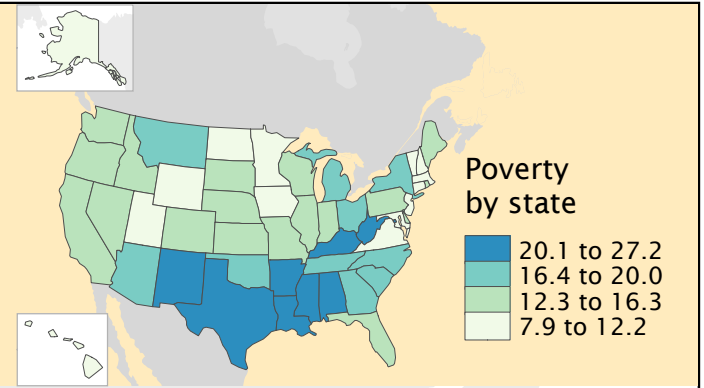 Poverty
by state
20.1 to 27.2
16.4 to 20.0
12.3 to 16.3
7.9 to 12.2